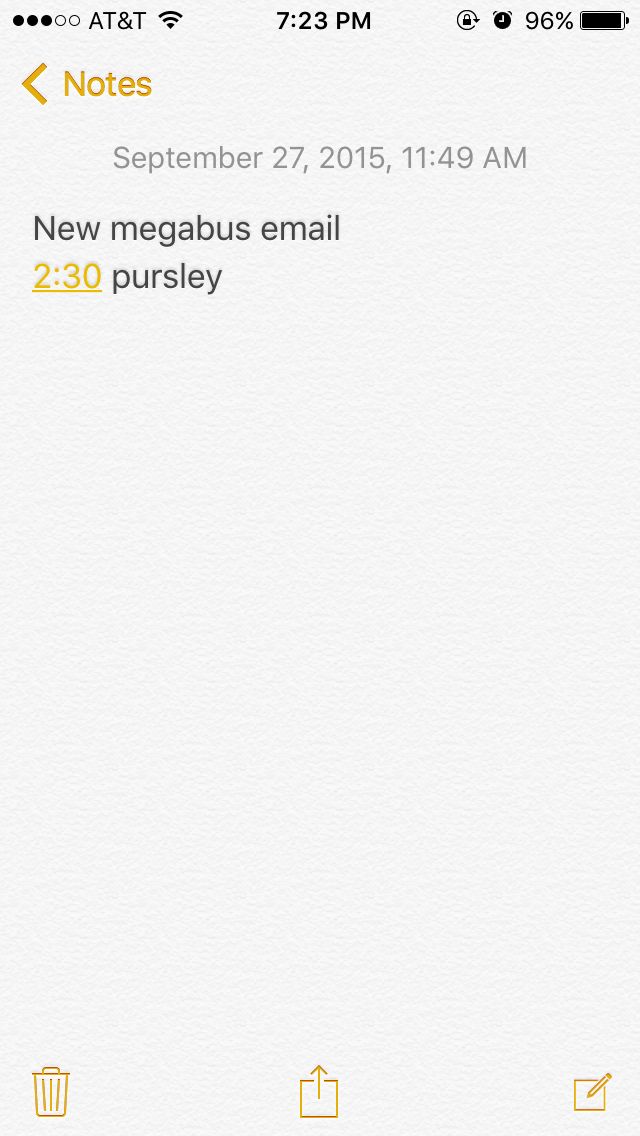 AT&T 7:23 PM 96%
Notes
September 27, 2015, 11:49 AM
New megabus email
2:30 pursley